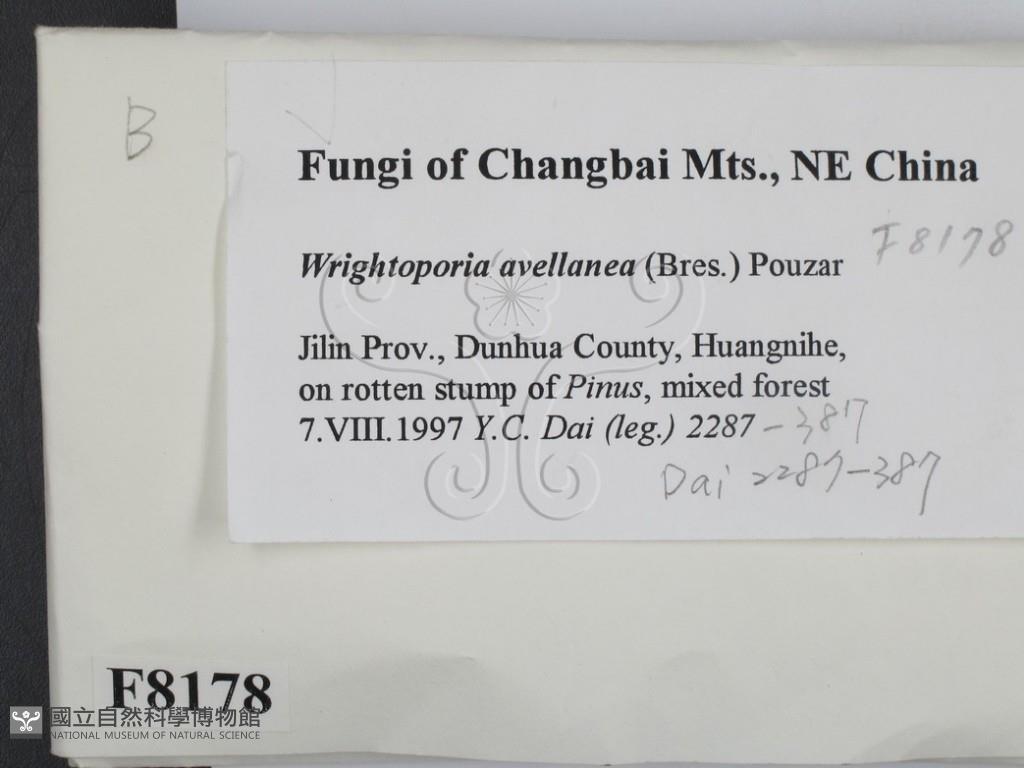 B
Fungi of Changbai Mts., NE China
F8178
Wrightoporia avellanea (Bres.) Pouzar
Jilin Prov., Dunhua County, Huangnihe,
on rotten stump of Pinus, mixed forest
7.VIII.1997 Y.C. Dai (leg.) 2287 - 387
Dai 2287-387
F8178
國立自然科學博物館
NATIONAL MUSEUM OF NATURAL SCIENCE